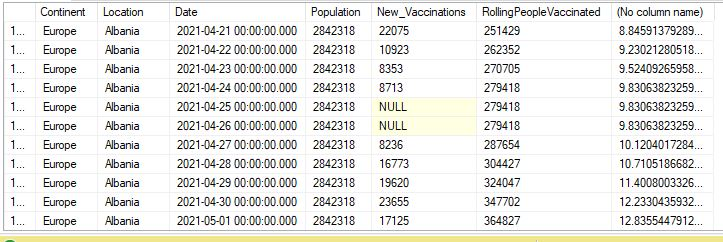 Continent Location Date Population New_Vaccinations RollingPeopleVaccinated (No column name)
1... Europe Albania 2021-04-21 00:00:00.000 2842318 22075 251429 8.84591379289...
1... Europe Albania 2021-04-22 00:00:00.000 2842318 10923 262352 9.23021280518...
1... Europe Albania 2021-04-23 00:00:00.000 2842318 8353 270705 9.52409265958...
1... Europe Albania 2021-04-24 00:00:00.000 2842318 8713 279418 9.83063823259...
1... Europe Albania 2021-04-25 00:00:00.000 2842318 NULL 279418 9.83063823259...
1... Europe Albania 2021-04-26 00:00:00.000 2842318 NULL 279418 9.83063823259...
1... Europe Albania 2021-04-27 00:00:00.000 2842318 8236 287654 10.1204017284...
1... Europe Albania 2021-04-28 00:00:00.000 2842318 16773 304427 10.7105186682...
1... Europe Albania 2021-04-29 00:00:00.000 2842318 19620 324047 11.4008003326...
1... Europe Albania 2021-04-30 00:00:00.000 2842318 23655 347702 12.2330435932...
1... Europe Albania 2021-05-01 00:00:00.000 2842318 17125 364827 12.8355447912...